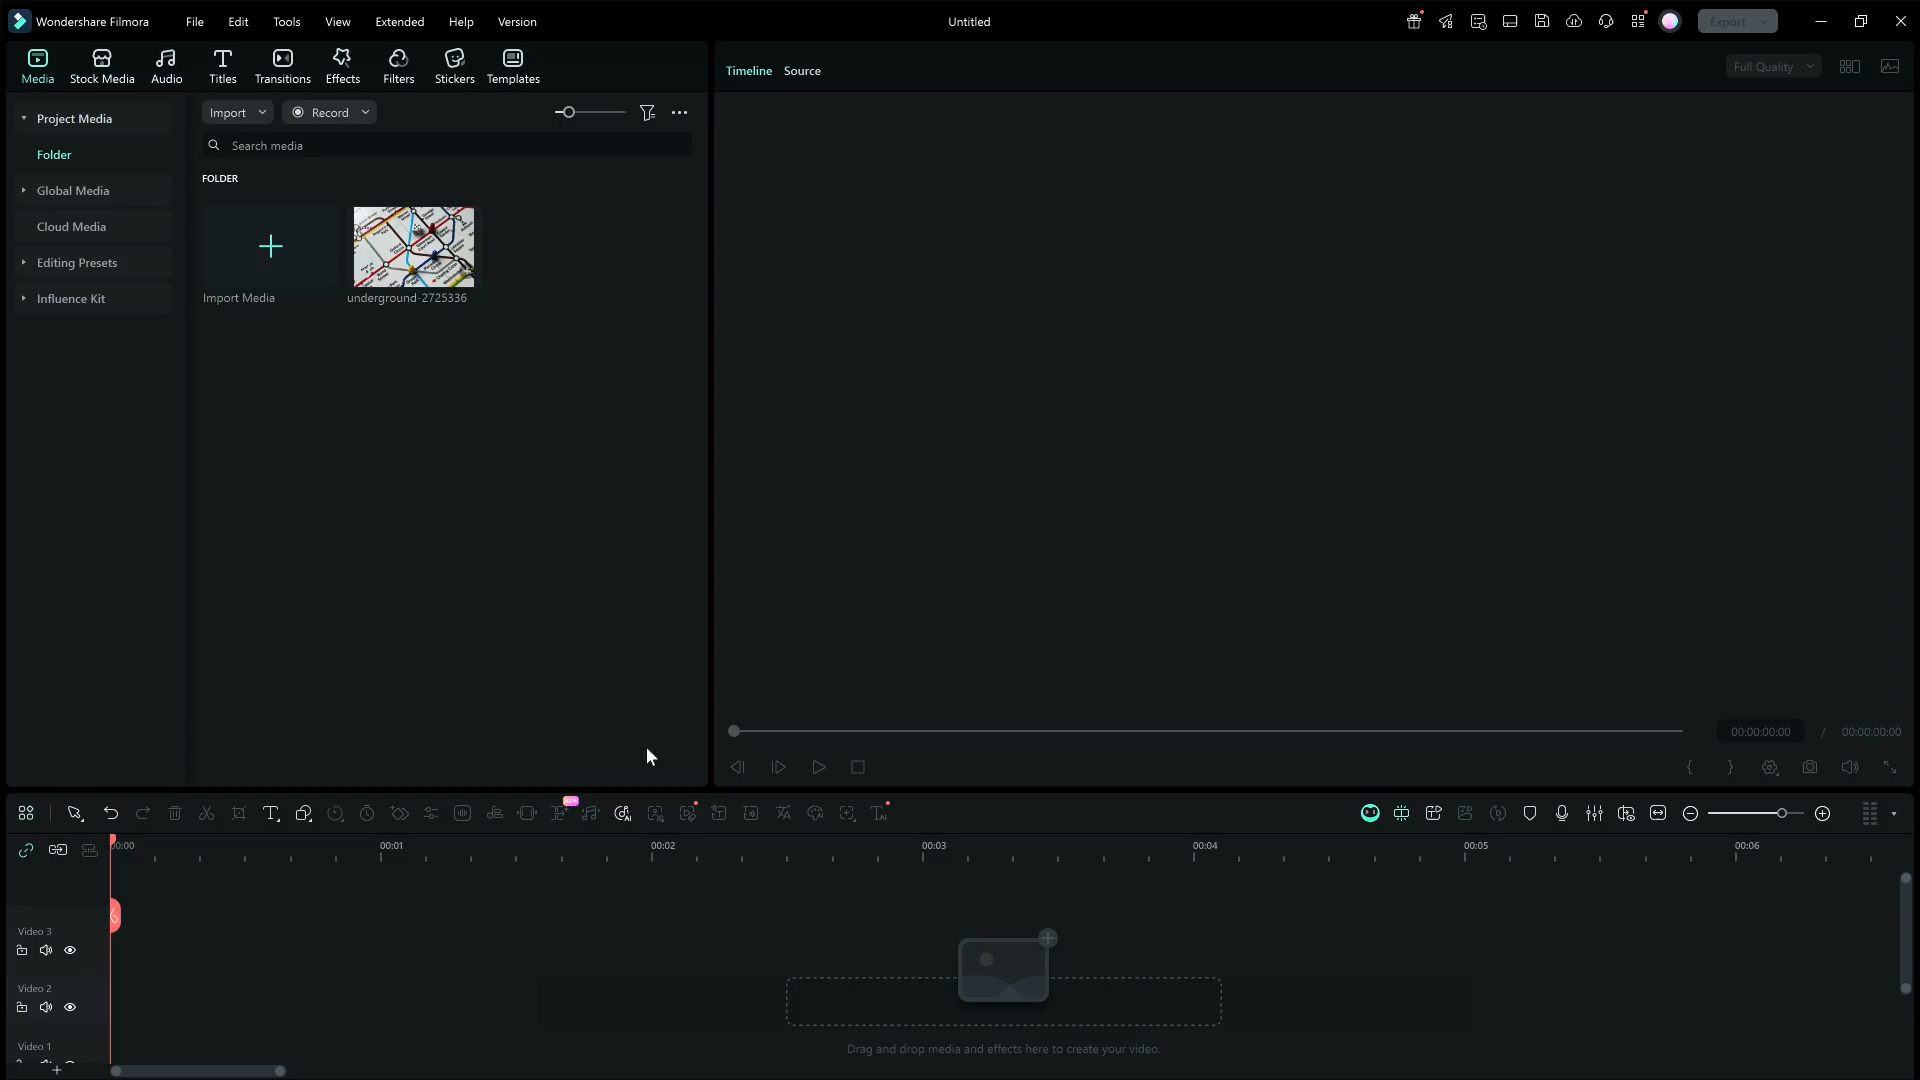 Wondershare Filmora File Edit Tools View Extended Help Version Untitled Export
Media Stock Media Audio Titles Transitions Effects Filters Stickers Templates
Timeline Source Full Quality
Project Media
Folder
Global Media
Cloud Media
Editing Presets
Influence Kit
Import Record
Search media
FOLDER
Import Media underground-2725336
00:00:00:00 / 00:00:00:00
{ }
NEW
00:00 00:01 00:02 00:03 00:04 00:05 00:06
Video 3
Video 2
Video 1
Drag and drop media and effects here to create your video.